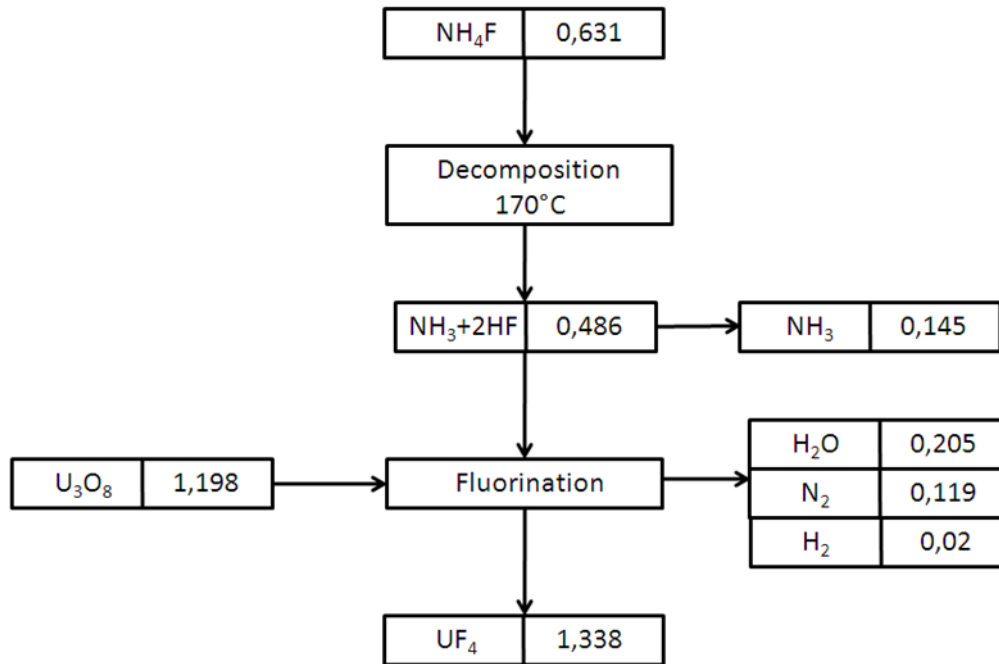 NH₄F 0,631
Decomposition
170°C
NH₃+2HF 0,486
NH₃ 0,145
H₂O 0,205
U₃O₈ 1,198
Fluorination
N₂ 0,119
H₂ 0,02
UF₄ 1,338